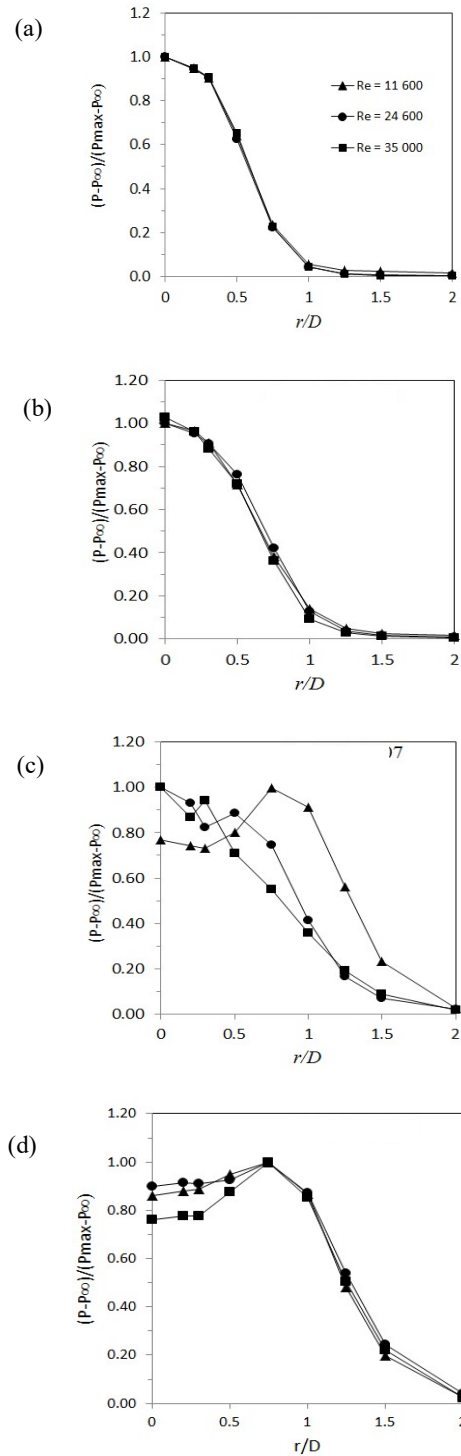 (a)
(P-P∞)/(Pmax-P∞)
1.0
0.8
0.6
0.4
0.2
0.0
Re = 11 600
Re = 24 600
Re = 35 000
0 0.5 1 1.5 2
r/D
(b)
(P-P∞)/(Pmax-P∞)
1.20
1.00
0.80
0.60
0.40
0.20
0.00
0 0.5 1 1.5 2
r/D
(c)
)7
(P-P∞)/(Pmax-P∞)
1.20
1.00
0.80
0.60
0.40
0.20
0.00
0 0.5 1 1.5 2
r/D
(d)
(P-P∞)/(Pmax-P∞)
1.20
1.00
0.80
0.60
0.40
0.20
0.00
0 0.5 1 1.5 2
r/D